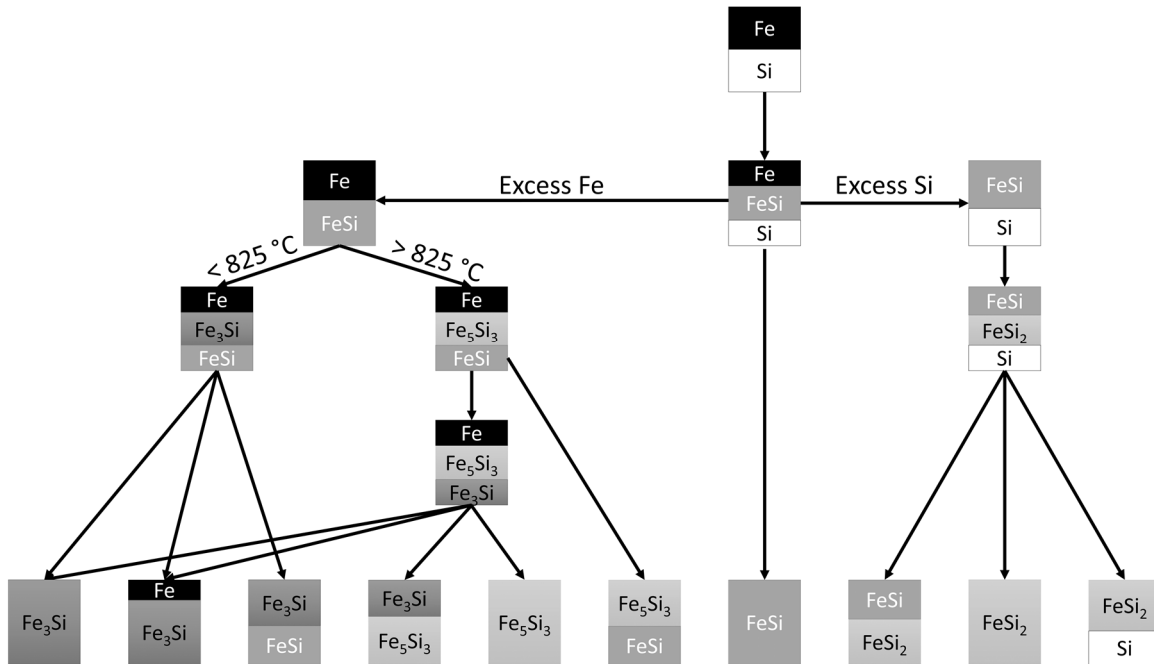 Fe
Si
Fe
FeSi
Excess Fe
Fe
FeSi
Si
Excess Si
FeSi
Si
< 825 °C
> 825 °C
Fe
Fe₃Si
FeSi
Fe
Fe₅Si₃
FeSi
FeSi
FeSi₂
Si
Fe
Fe₅Si₃
Fe₃Si
Fe₃Si
Fe
Fe₃Si
Fe₃Si
FeSi
Fe₃Si
Fe₅Si₃
Fe₅Si₃
Fe₅Si₃
FeSi
FeSi
FeSi
FeSi₂
FeSi₂
FeSi₂
Si